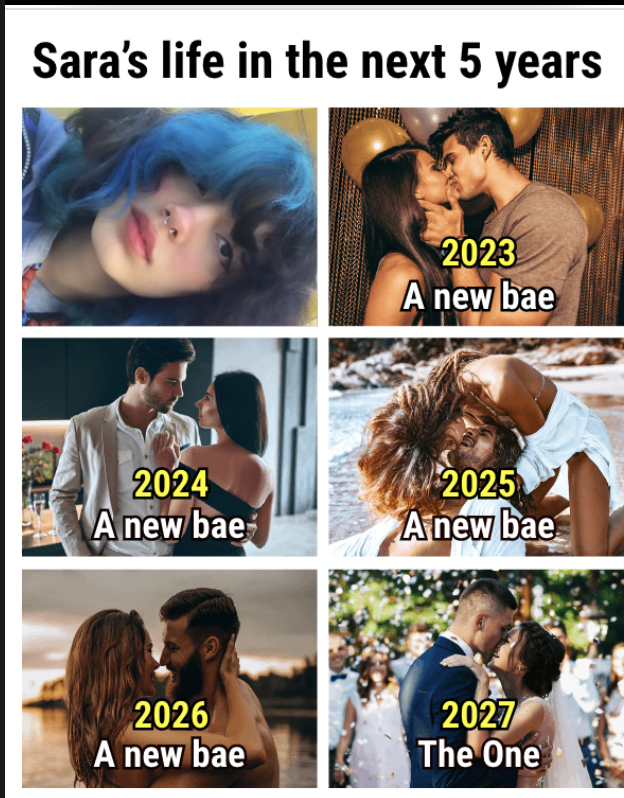 Sara’s life in the next 5 years
2023
A new bae
2024
A new bae
2025
A new bae
2026
A new bae
2027
The One